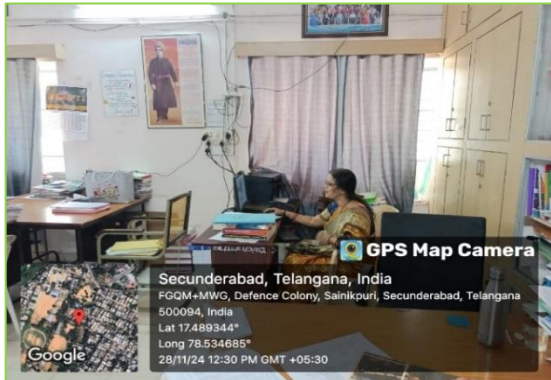 GPS Map Camera
Secunderabad, Telangana, India
FGQM+MWG, Defence Colony, Sainikpuri, Secunderabad, Telangana
500094, India
Lat 17.489344°
Long 78.534685°
28/11/24 12:30 PM GMT +05:30
Google